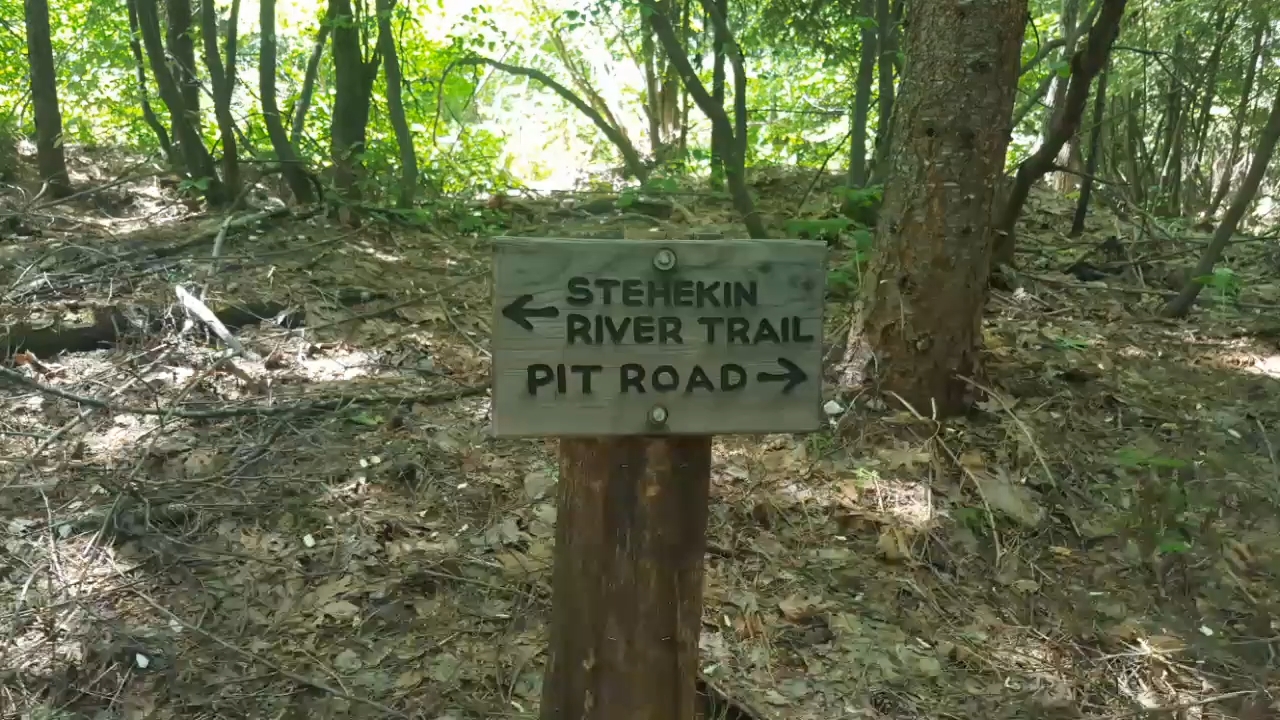 ← STEHEKIN
RIVER TRAIL
PIT ROAD →